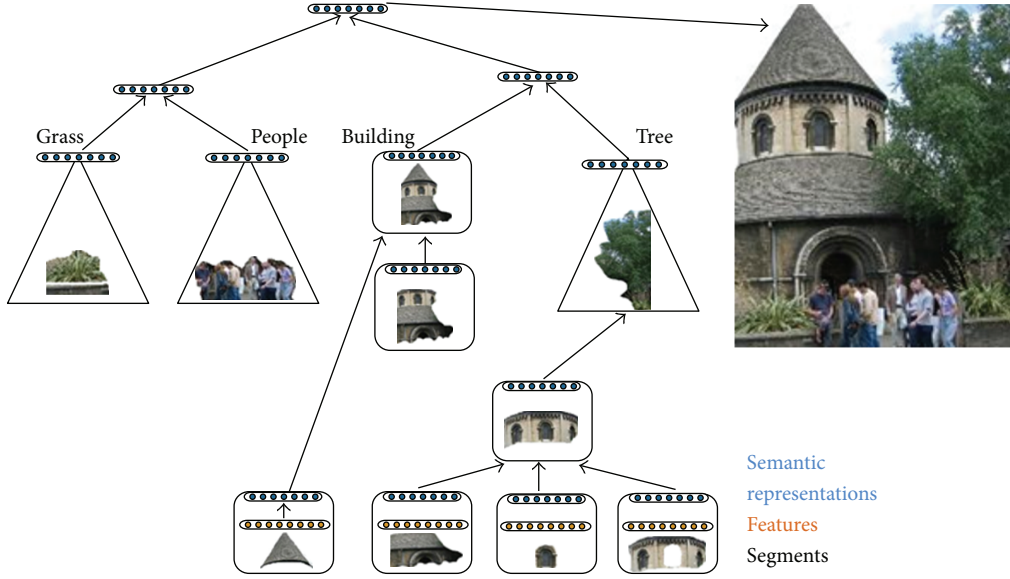 Grass
People
Building
Tree
Semantic
representations
Features
Segments